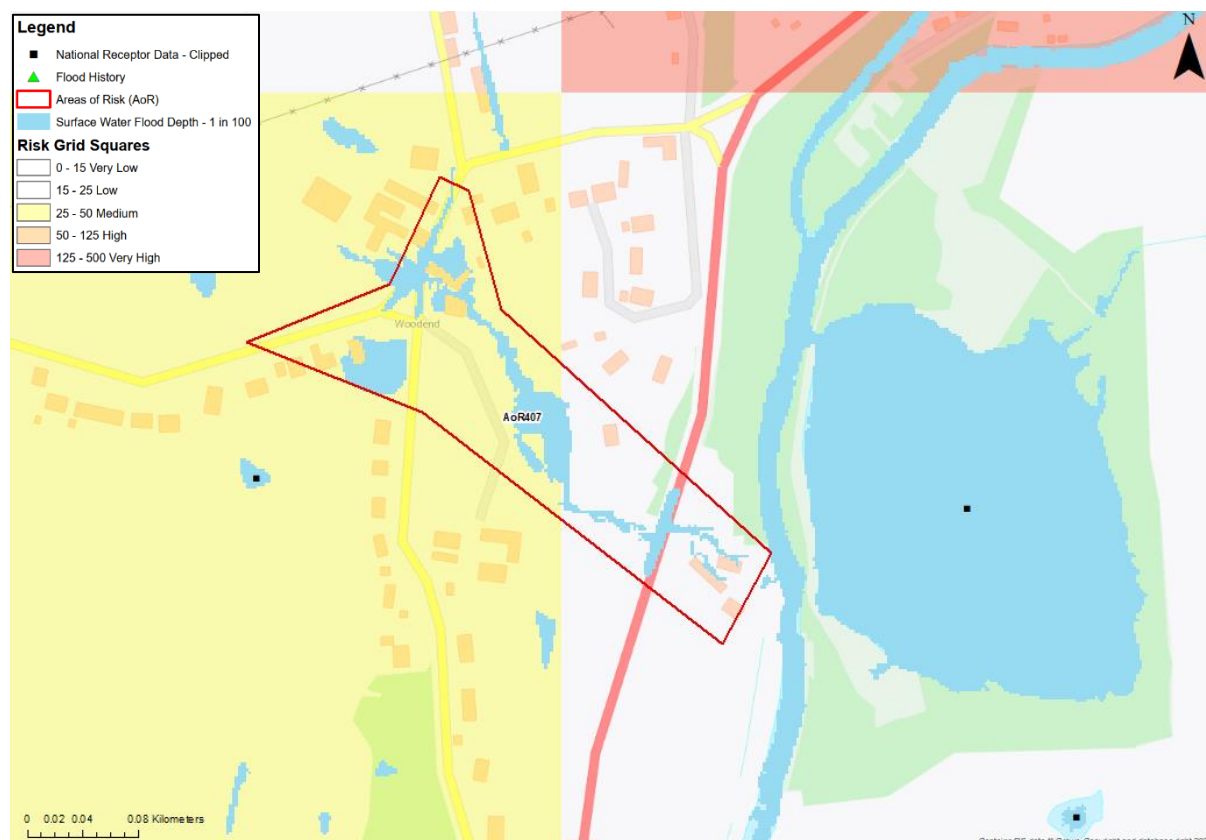 Legend
National Receptor Data - Clipped
Flood History
Areas of Risk (AoR)
Surface Water Flood Depth - 1 in 100
Risk Grid Squares
0 - 15 Very Low
15 - 25 Low
25 - 50 Medium
50 - 125 High
125 - 500 Very High
N
Woodend
AoR407
0 0.02 0.04 0.08 Kilometers